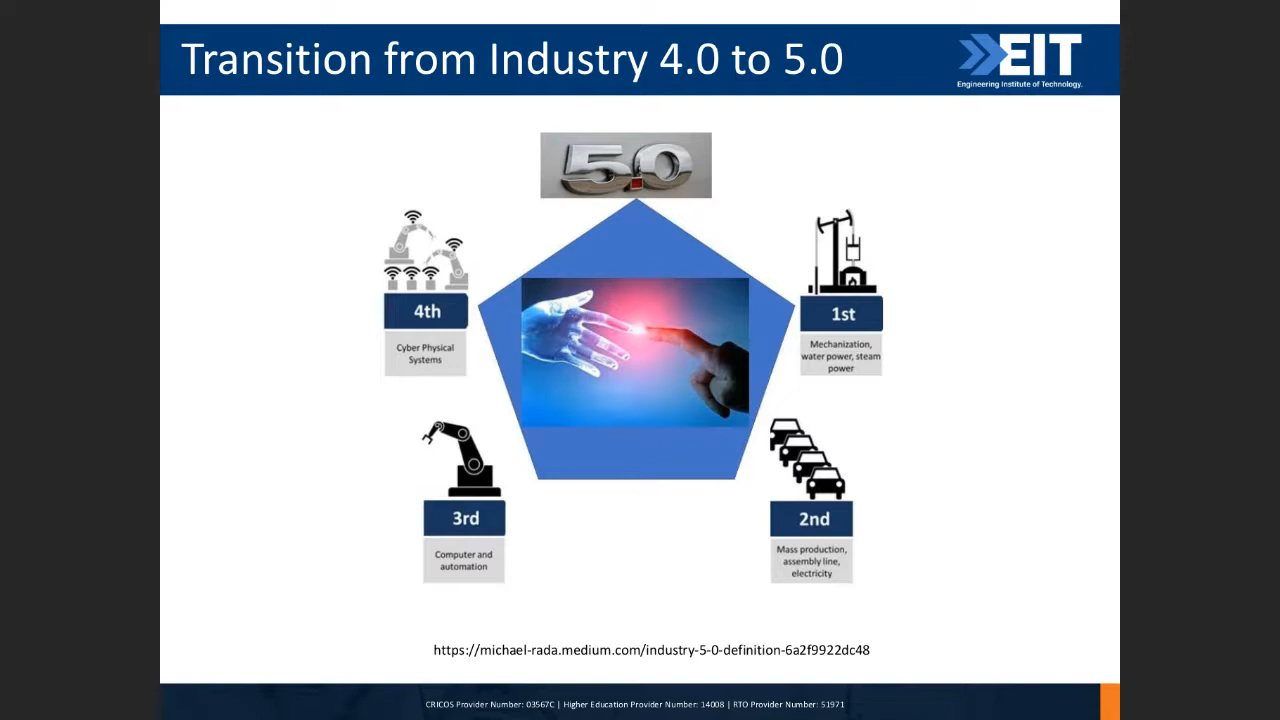 Transition from Industry 4.0 to 5.0
EIT
Engineering Institute of Technology.
5.0
4th
Cyber Physical
Systems
1st
Mechanization,
water power, steam
power
3rd
Computer and
automation
2nd
Mass production,
assembly line,
electricity
https://michael-rada.medium.com/industry-5-0-definition-6a2f9922dc48
CRICOS Provider Number: 03567C | Higher Education Provider Number: 14008 | RTO Provider Number: 51971